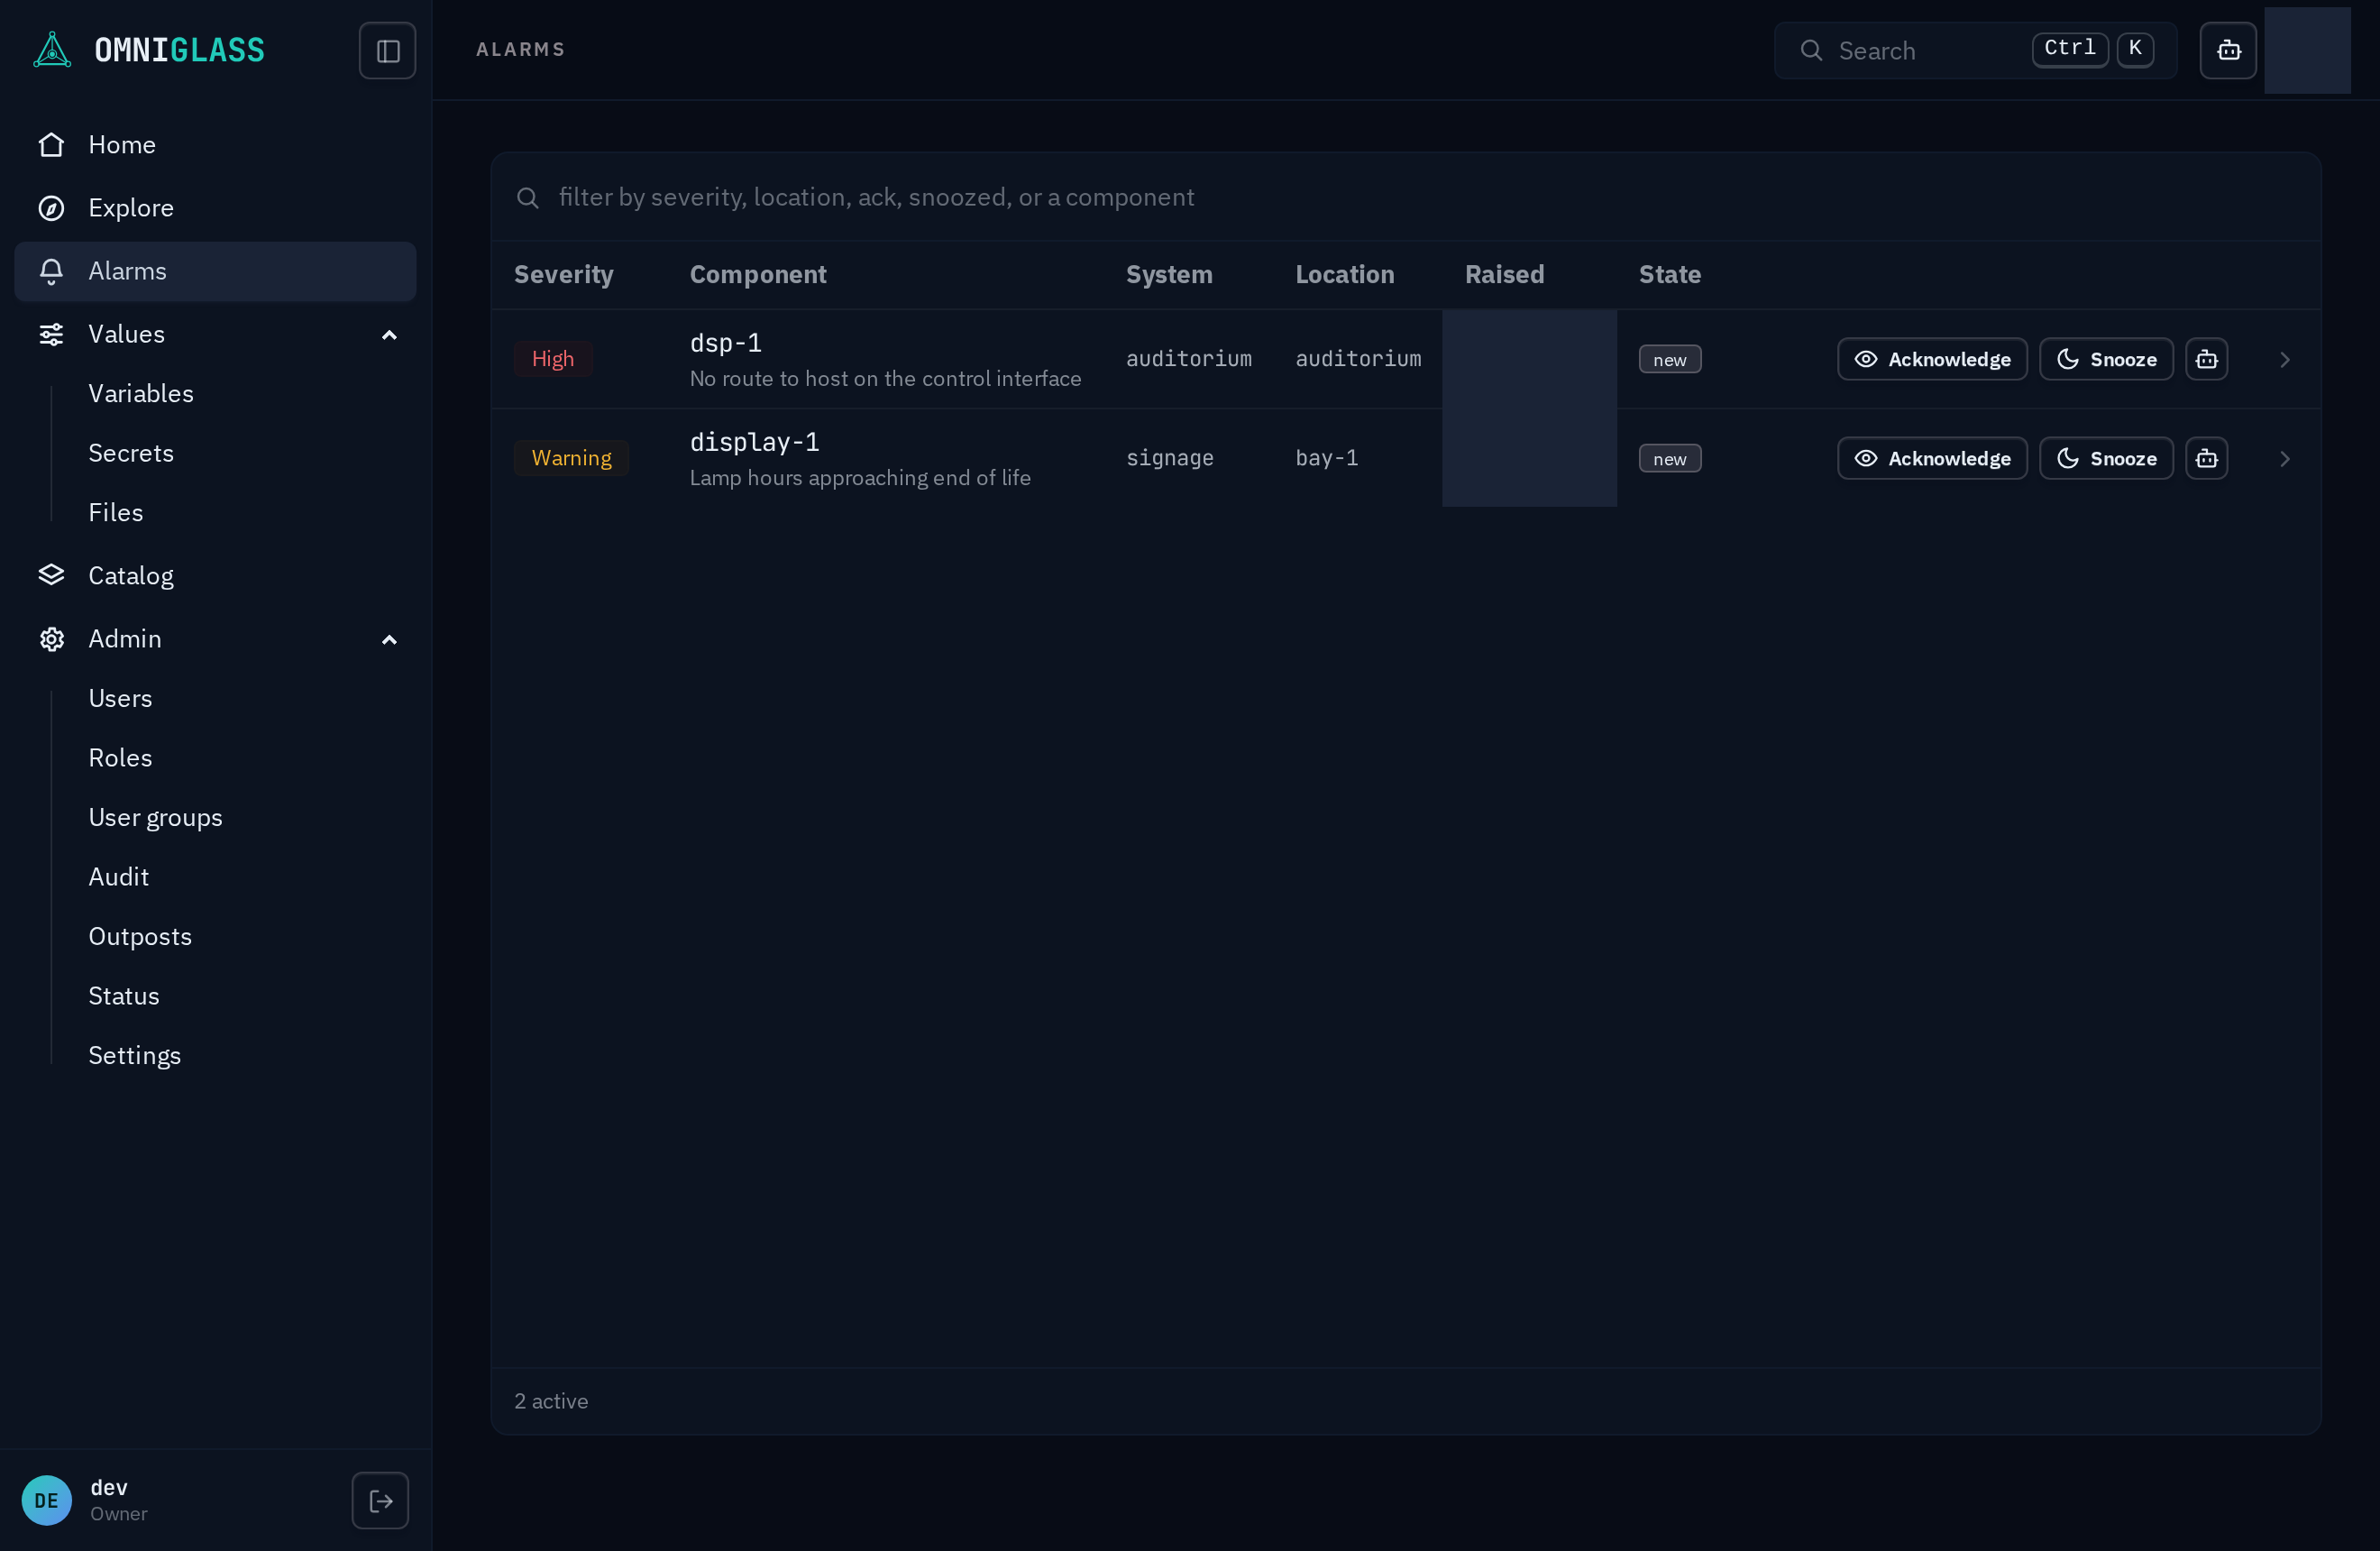 OMNIGLASS
ALARMS
Search
Ctrl
K
Home
Explore
Alarms
Values
Variables
Secrets
Files
Catalog
Admin
Users
Roles
User groups
Audit
Outposts
Status
Settings
DE
dev
Owner
filter by severity, location, ack, snoozed, or a component
Severity Component System Location Raised State
High dsp-1 auditorium auditorium new Acknowledge Snooze
No route to host on the control interface
Warning display-1 signage bay-1 new Acknowledge Snooze
Lamp hours approaching end of life
2 active